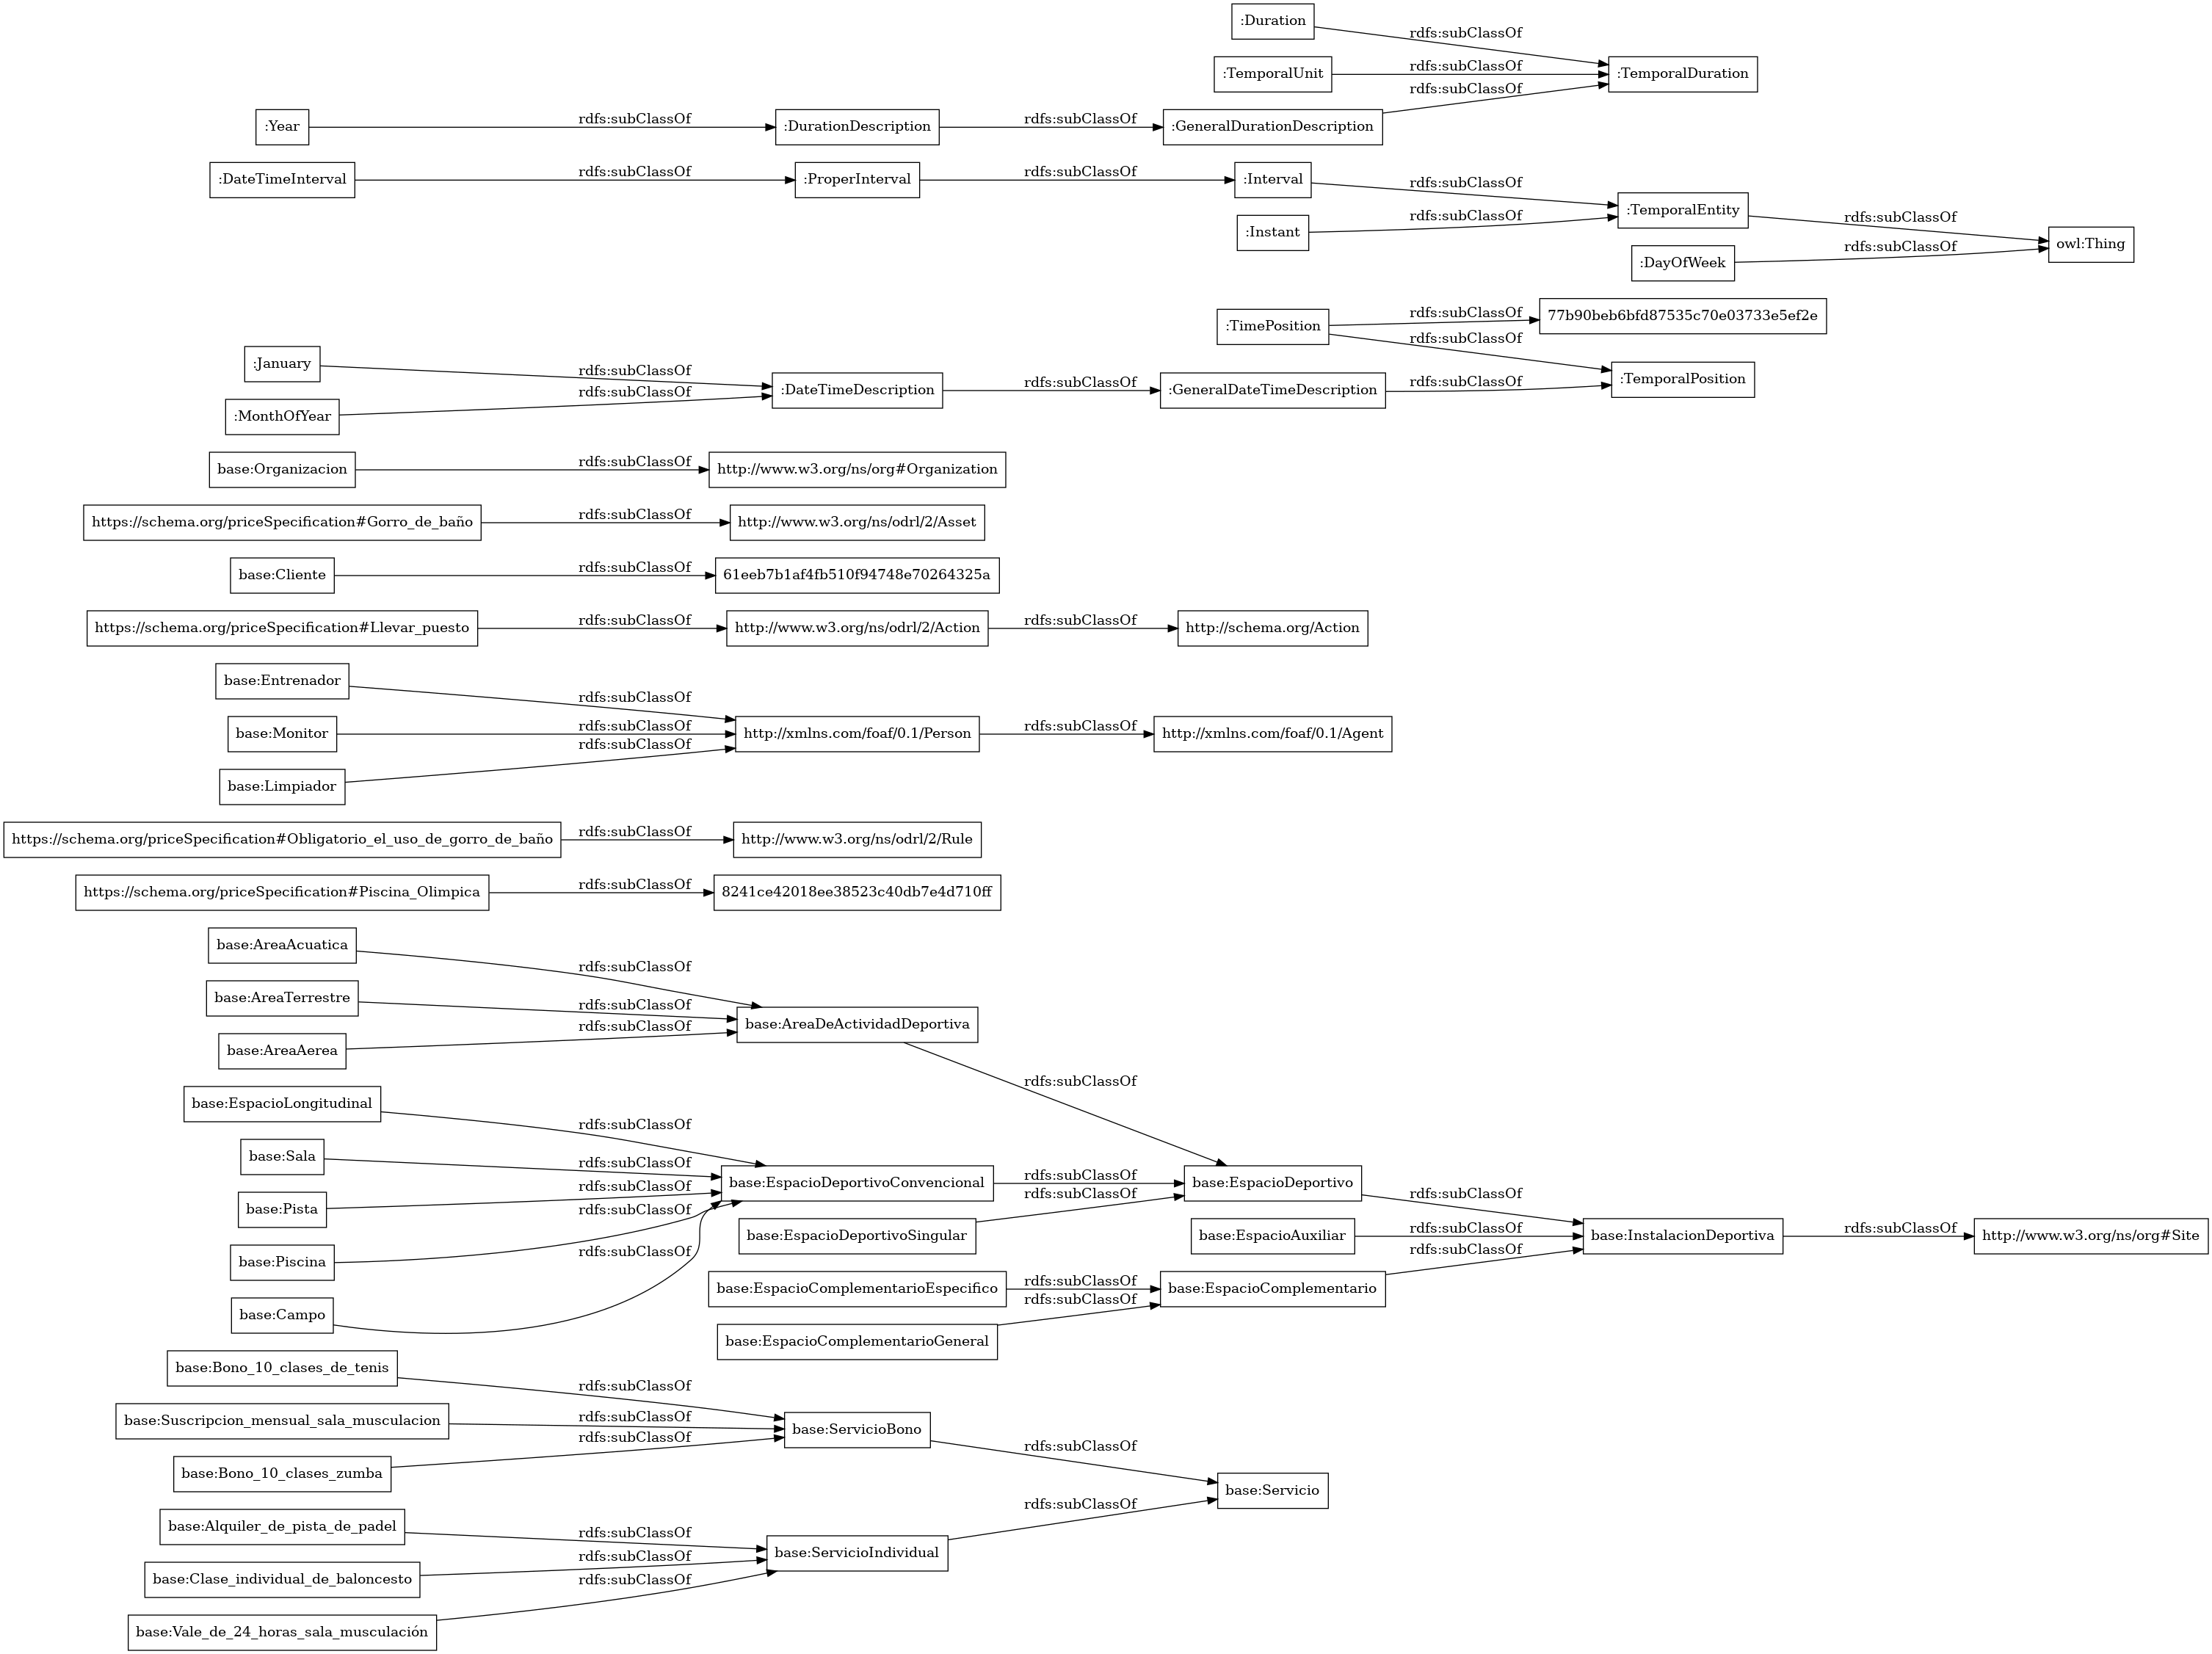 :Duration
rdfs:subClassOf
:TemporalUnit
rdfs:subClassOf
:TemporalDuration
rdfs:subClassOf
:Year
rdfs:subClassOf
:DurationDescription
rdfs:subClassOf
:GeneralDurationDescription
:DateTimeInterval
rdfs:subClassOf
:ProperInterval
rdfs:subClassOf
:Interval
rdfs:subClassOf
:TemporalEntity
rdfs:subClassOf
:Instant
rdfs:subClassOf
owl:Thing
:DayOfWeek
rdfs:subClassOf
:TimePosition
rdfs:subClassOf
77b90beb6bfd87535c70e03733e5ef2e
rdfs:subClassOf
:January
rdfs:subClassOf
:DateTimeDescription
rdfs:subClassOf
:GeneralDateTimeDescription
rdfs:subClassOf
:TemporalPosition
:MonthOfYear
rdfs:subClassOf
base:Organizacion
rdfs:subClassOf
http://www.w3.org/ns/org#Organization
https://schema.org/priceSpecification#Gorro_de_baño
rdfs:subClassOf
http://www.w3.org/ns/odrl/2/Asset
base:Cliente
rdfs:subClassOf
61eeb7b1af4fb510f94748e70264325a
https://schema.org/priceSpecification#Llevar_puesto
rdfs:subClassOf
http://www.w3.org/ns/odrl/2/Action
rdfs:subClassOf
http://schema.org/Action
base:Entrenador
rdfs:subClassOf
base:Monitor
rdfs:subClassOf
http://xmlns.com/foaf/0.1/Person
rdfs:subClassOf
http://xmlns.com/foaf/0.1/Agent
rdfs:subClassOf
base:Limpiador
https://schema.org/priceSpecification#Obligatorio_el_uso_de_gorro_de_baño
rdfs:subClassOf
http://www.w3.org/ns/odrl/2/Rule
https://schema.org/priceSpecification#Piscina_Olimpica
rdfs:subClassOf
8241ce42018ee38523c40db7e4d710ff
base:AreaAcuatica
rdfs:subClassOf
base:AreaTerrestre
rdfs:subClassOf
base:AreaDeActividadDeportiva
rdfs:subClassOf
base:AreaAerea
rdfs:subClassOf
base:EspacioLongitudinal
rdfs:subClassOf
base:Sala
rdfs:subClassOf
base:EspacioDeportivoConvencional
rdfs:subClassOf
base:EspacioDeportivo
rdfs:subClassOf
base:Pista
rdfs:subClassOf
base:EspacioDeportivoSingular
rdfs:subClassOf
base:EspacioAuxiliar
rdfs:subClassOf
base:InstalacionDeportiva
rdfs:subClassOf
http://www.w3.org/ns/org#Site
base:Piscina
rdfs:subClassOf
base:EspacioComplementarioEspecifico
rdfs:subClassOf
base:EspacioComplementario
rdfs:subClassOf
base:Campo
rdfs:subClassOf
base:EspacioComplementarioGeneral
rdfs:subClassOf
base:Bono_10_clases_de_tenis
rdfs:subClassOf
base:Suscripcion_mensual_sala_musculacion
rdfs:subClassOf
base:ServicioBono
rdfs:subClassOf
base:Bono_10_clases_zumba
rdfs:subClassOf
base:Servicio
base:Alquiler_de_pista_de_padel
rdfs:subClassOf
base:ServicioIndividual
rdfs:subClassOf
base:Clase_individual_de_baloncesto
rdfs:subClassOf
base:Vale_de_24_horas_sala_musculación
rdfs:subClassOf